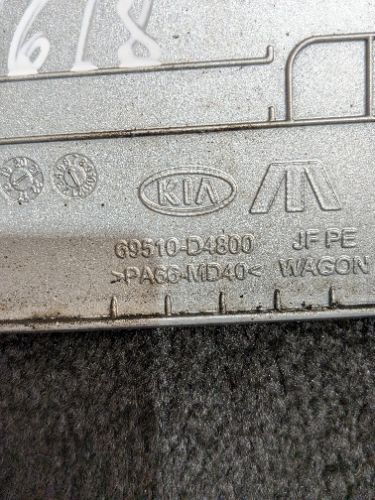 618
KIA
69510-D4800 JF PE
>PA66-MD40< WAGON